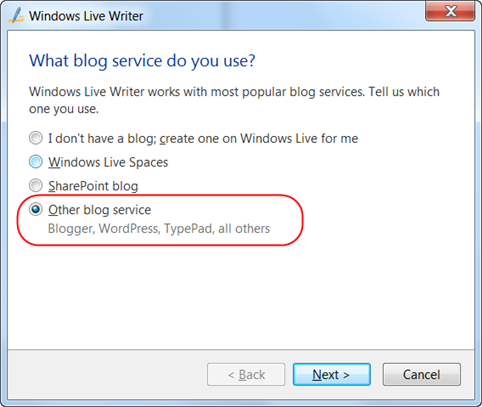 Windows Live Writer
What blog service do you use?
Windows Live Writer works with most popular blog services. Tell us which
one you use.
I don't have a blog; create one on Windows Live for me
Windows Live Spaces
SharePoint blog
Other blog service
Blogger, WordPress, TypePad, all others
< Back
Next >
Cancel